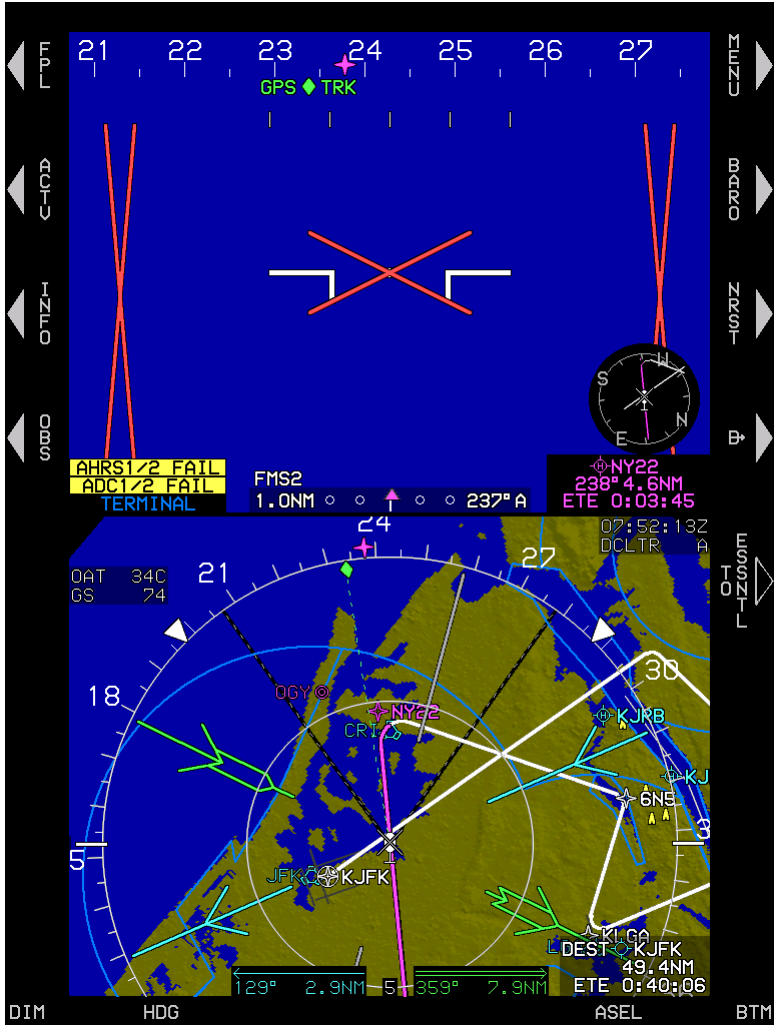 21 22 23 24 25 26 27
GPS TRK
FPL
MENU
ACTV
BARO
INFO
NRST
OBS
S W N E
AHRS1/2 FAIL
ADC1/2 FAIL
TERMINAL
FMS2
1.0NM 237°A
NY22
238° 4.6NM
ETE 0:03:45
24
07:52:13Z
DCLTR A
OAT 34C
GS 74
21
27
ESSNTL
TO
18
30
OGY
NY22
CRI
KJRB
KJ
6N5
5
3
JFK
KJFK
KLGA
DEST KJFK
49.4NM
ETE 0:40:06
129° 2.9NM 5 359° 7.9NM
DIM HDG ASEL BTM